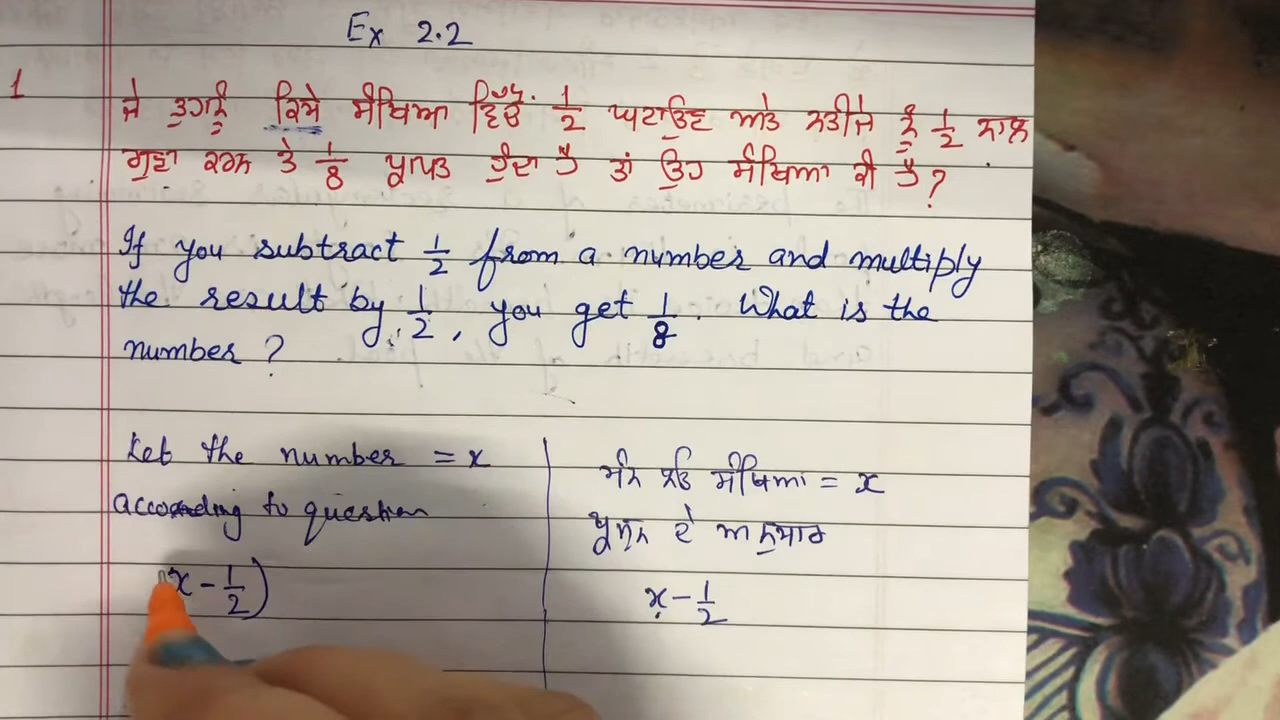 Ex 2.2
1
ਜੇ ਤੁਹਾਨੂੰ ਕਿਸੇ ਸੰਖਿਆ ਵਿਚੋਂ 1/2 ਘਟਾਉਣ ਅਤੇ ਨਤੀਜੇ ਨੂੰ 1/2 ਨਾਲ
ਗੁਣਾ ਕਰਨ ਤੇ 1/8 ਪ੍ਰਾਪਤ ਹੁੰਦਾ ਹੈ ਤਾਂ ਉਹ ਸੰਖਿਆ ਕੀ ਹੈ?
If you subtract 1/2 from a number and multiply
the result by 1/2, you get 1/8. What is the
number?
Let the number = x
according to question
x - 1/2)
ਮੰਨ ਲਓ ਸੰਖਿਆ = x
ਪ੍ਰਸ਼ਨ ਦੇ ਅਨੁਸਾਰ
x - 1/2